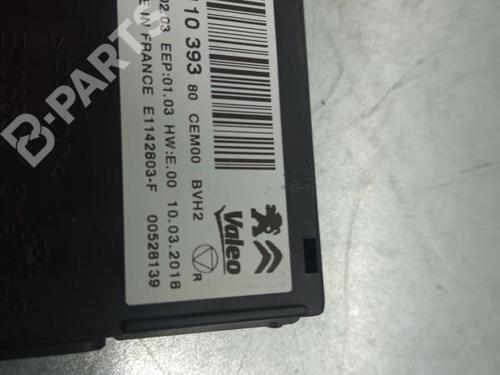 110 393 80 CEM00 BVH2
02.03 EEP:01.03 HW:E.00 10.03.2018
E IN FRANCE E1142803-F 00528139
Valeo
R
B-PARTS